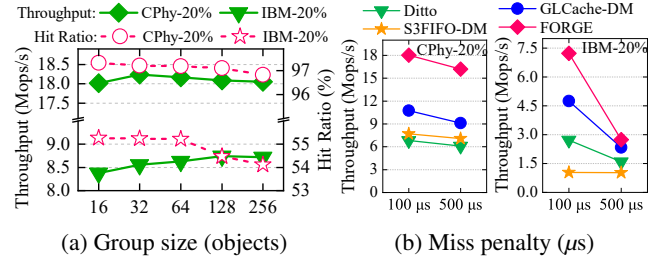 Throughput: CPhy-20% IBM-20%
Hit Ratio: CPhy-20% IBM-20%
Throughput (Mops/s)
18.5
18.0
17.5
9.0
8.5
8.0
97
96
55
54
53
Hit Ratio (%)
16 32 64 128 256
(a) Group size (objects)
Ditto GLCache-DM
S3FIFO-DM FORGE
Throughput (Mops/s)
18
15
12
9
6
3
0
CPhy-20%
100 μs 500 μs
Throughput (Mops/s)
7.5
6.0
4.5
3.0
1.5
0.0
IBM-20%
100 μs 500 μs
(b) Miss penalty (μs)